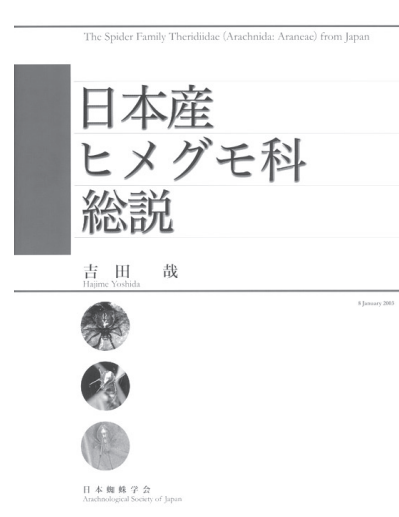 The Spider Family Theridiidae (Arachnida: Araneae) from Japan
日本産
ヒメグモ科
総説
吉田 哉
Hajime Yoshida
8 January 2003
日本蜘蛛学会
Arachnological Society of Japan